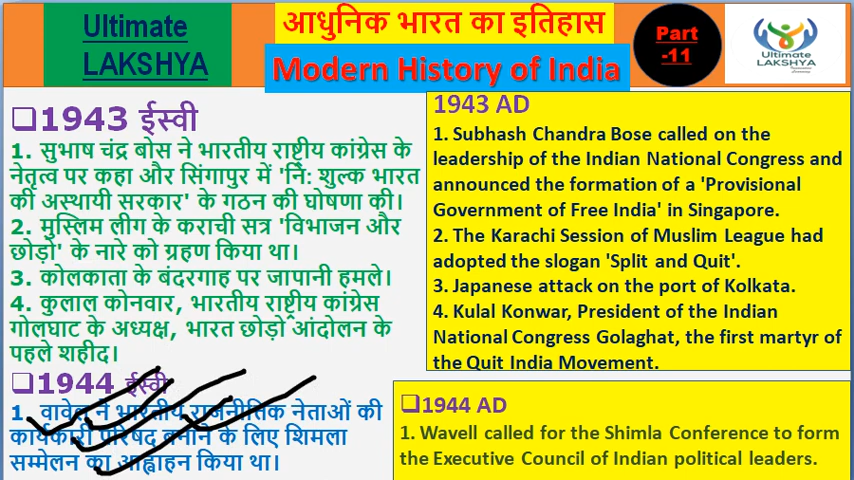 Ultimate
LAKSHYA
आधुनिक भारत का इतिहास
Modern History of India
Part
-11
Ultimate
LAKSHYA
❑1943 ईस्वी
1. सुभाष चंद्र बोस ने भारतीय राष्ट्रीय कांग्रेस के
नेतृत्व पर कहा और सिंगापुर में 'नि: शुल्क भारत
की अस्थायी सरकार' के गठन की घोषणा की।
2. मुस्लिम लीग के कराची सत्र 'विभाजन और
छोड़ो' के नारे को ग्रहण किया था।
3. कोलकाता के बंदरगाह पर जापानी हमले।
4. कुलाल कोनवार, भारतीय राष्ट्रीय कांग्रेस
गोलघाट के अध्यक्ष, भारत छोड़ो आंदोलन के
पहले शहीद।
❑1944 ईस्वी
1. वावेल ने भारतीय राजनीतिक नेताओं की
कार्यकारी परिषद बनाने के लिए शिमला
सम्मेलन का आह्वाहन किया था।
1943 AD
1. Subhash Chandra Bose called on the
leadership of the Indian National Congress and
announced the formation of a 'Provisional
Government of Free India' in Singapore.
2. The Karachi Session of Muslim League had
adopted the slogan 'Split and Quit'.
3. Japanese attack on the port of Kolkata.
4. Kulal Konwar, President of the Indian
National Congress Golaghat, the first martyr of
the Quit India Movement.
❑1944 AD
1. Wavell called for the Shimla Conference to form
the Executive Council of Indian political leaders.